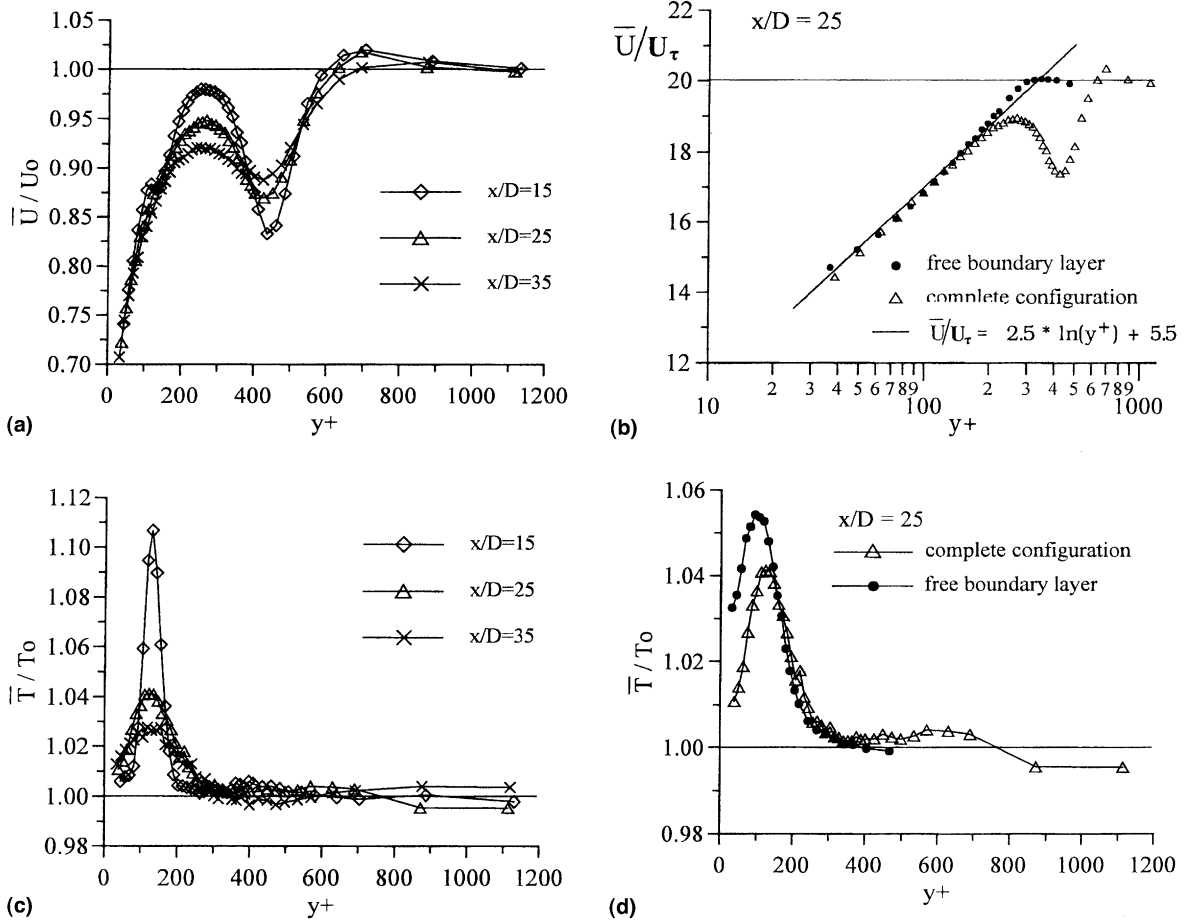 1.05
1.00
0.95
0.90
0.85
0.80
0.75
0.70
U / Uo
x/D=15
x/D=25
x/D=35
0 200 400 600 800 1000 1200
y+
(a)
x/D = 25
U/Uτ
22
20
18
16
14
12
free boundary layer
complete configuration
U/Uτ = 2.5 * ln(y+) + 5.5
2 3 4 5 6 7 8 9 2 3 4 5 6 7 8 9
10 100 1000
y+
(b)
1.12
1.10
1.08
1.06
1.04
1.02
1.00
0.98
T / To
x/D=15
x/D=25
x/D=35
0 200 400 600 800 1000 1200
y+
(c)
1.06
1.04
1.02
1.00
0.98
T / To
x/D = 25
complete configuration
free boundary layer
0 200 400 600 800 1000 1200
y+
(d)